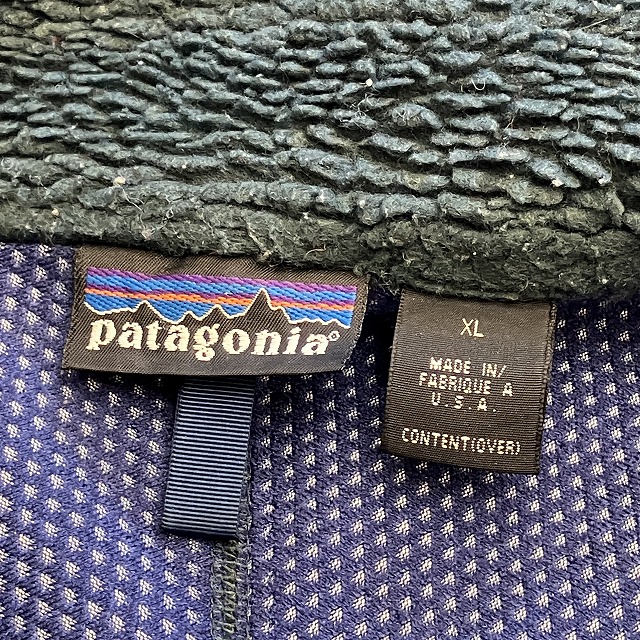 patagonia®
XL
MADE IN/
FABRIQUE A
U.S.A.
CONTENT(OVER)